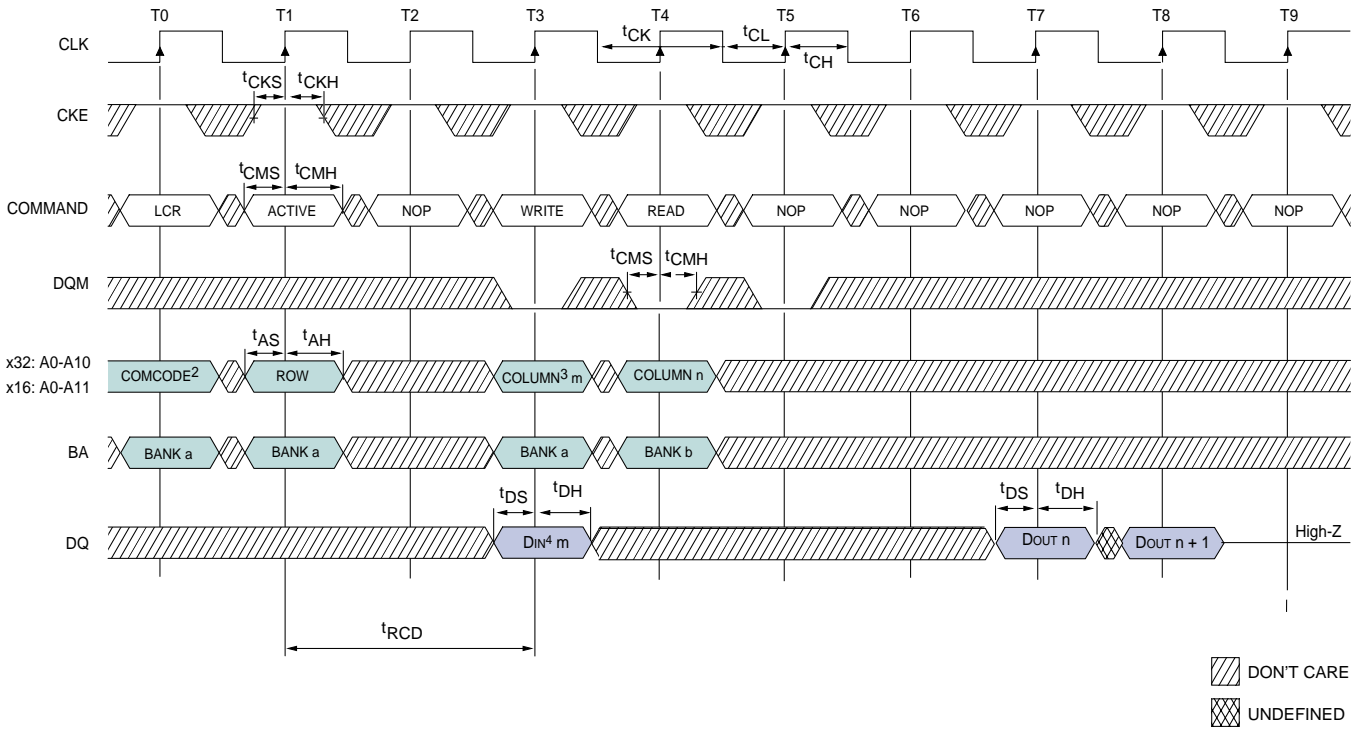 T0 T1 T2 T3 T4 T5 T6 T7 T8 T9
CLK
tCK tCL
tCH
tCKS tCKH
CKE
tCMS tCMH
COMMAND LCR ACTIVE NOP WRITE READ NOP NOP NOP NOP NOP
tCMS tCMH
DQM
tAS tAH
x32: A0-A10
x16: A0-A11
COMCODE2 ROW COLUMN3 m COLUMN n
BA BANK a BANK a BANK a BANK b
tDS tDH tDS tDH
DQ DIN4 m DOUT n DOUT n + 1 High-Z
tRCD
DON'T CARE
UNDEFINED